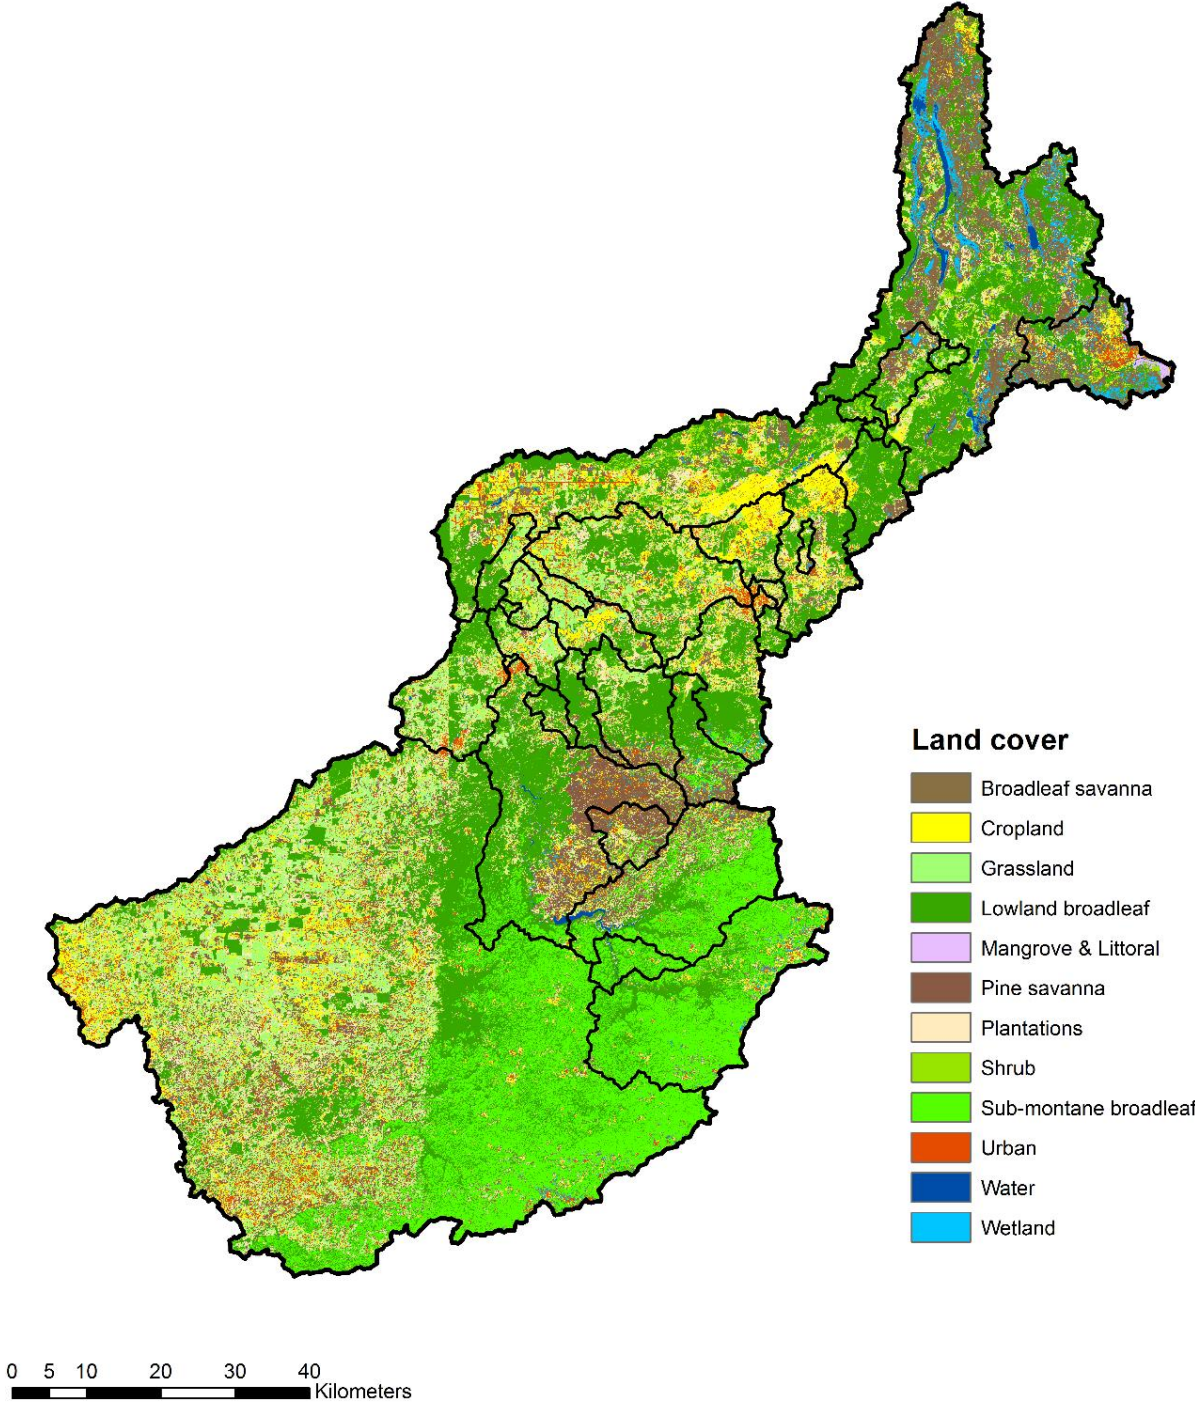 Land cover
Broadleaf savanna
Cropland
Grassland
Lowland broadleaf
Mangrove & Littoral
Pine savanna
Plantations
Shrub
Sub-montane broadleaf
Urban
Water
Wetland
0 5 10 20 30 40
Kilometers